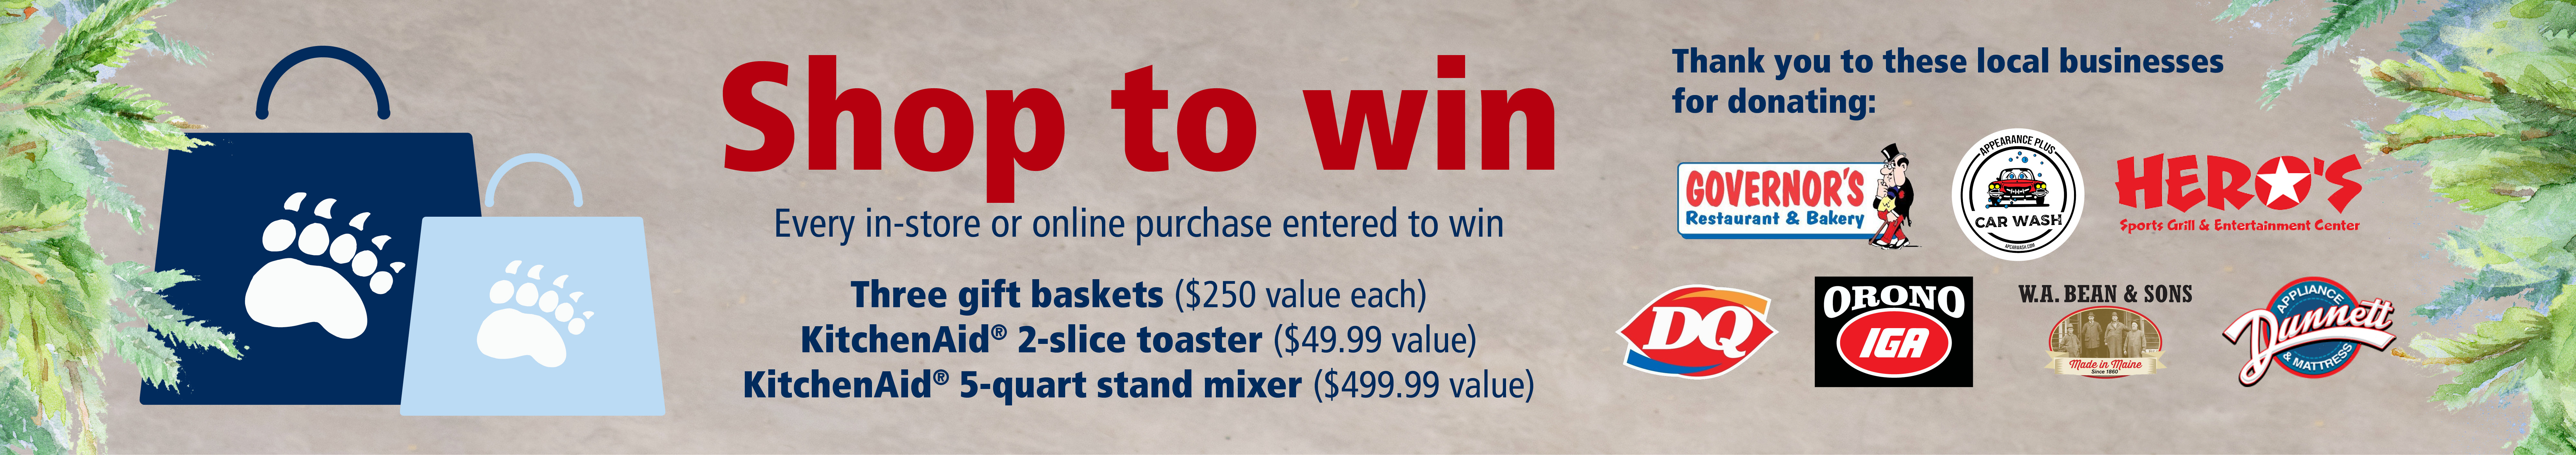 Shop to win
Every in-store or online purchase entered to win
Three gift baskets ($250 value each)
KitchenAid® 2-slice toaster ($49.99 value)
KitchenAid® 5-quart stand mixer ($499.99 value)
Thank you to these local businesses
for donating:
GOVERNOR'S
Restaurant & Bakery
APPEARANCE PLUS
CAR WASH
APCARWASH.COM
HERO'S
Sports Grill & Entertainment Center
DQ
ORONO
IGA
W.A. BEAN & SONS
Made in Maine
Since 1860
APPLIANCE
Dunnett
& MATTRESS